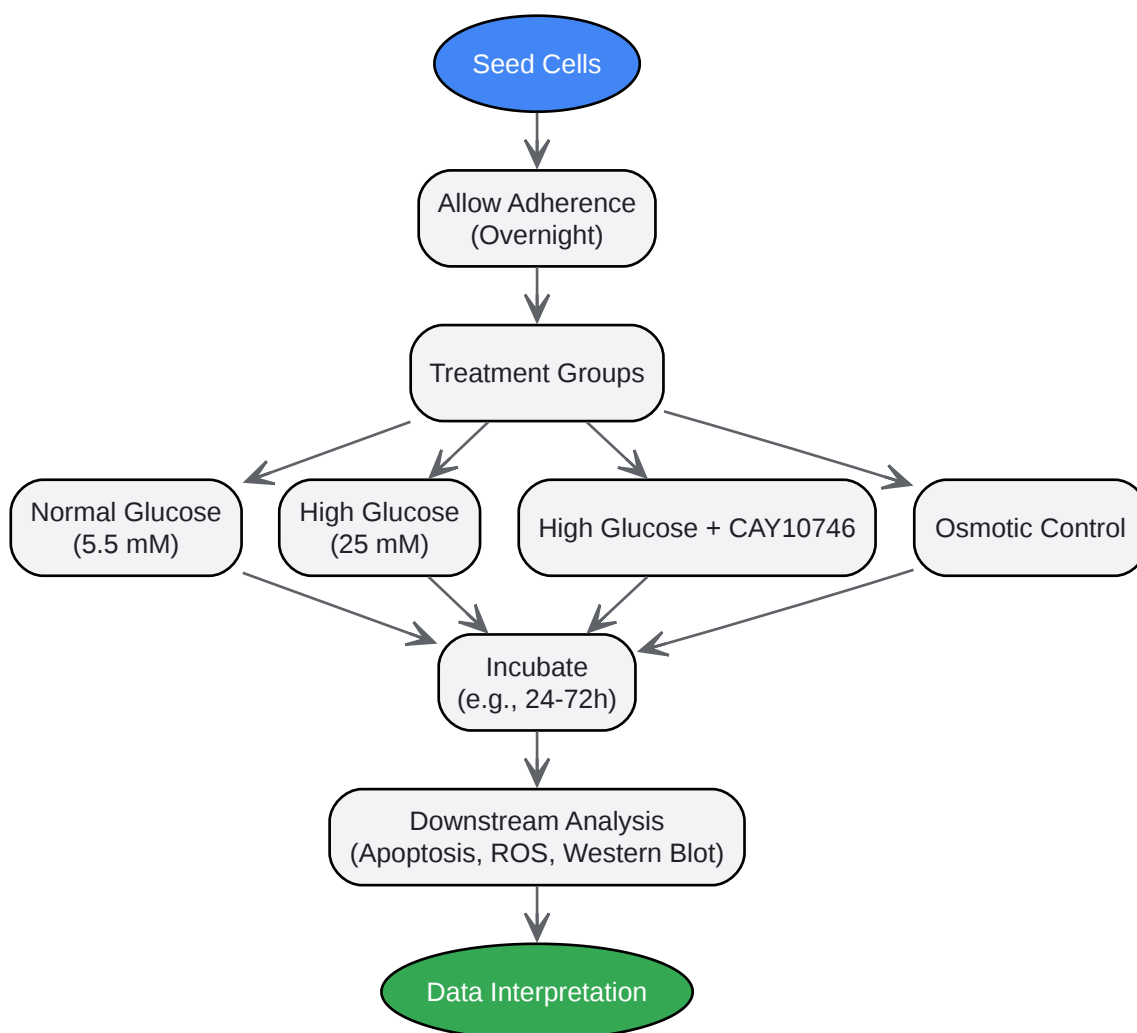 Seed Cells
Allow Adherence
(Overnight)
Treatment Groups
Normal Glucose
(5.5 mM)
High Glucose
(25 mM)
High Glucose + CAY10746
Osmotic Control
Incubate
(e.g., 24-72h)
Downstream Analysis
(Apoptosis, ROS, Western Blot)
Data Interpretation